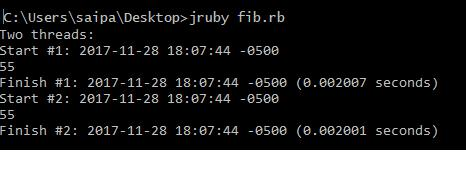 C:\Users\saipa\Desktop>jruby fib.rb
Two threads:
Start #1: 2017-11-28 18:07:44 -0500
55
Finish #1: 2017-11-28 18:07:44 -0500 (0.002007 seconds)
Start #2: 2017-11-28 18:07:44 -0500
55
Finish #2: 2017-11-28 18:07:44 -0500 (0.002001 seconds)